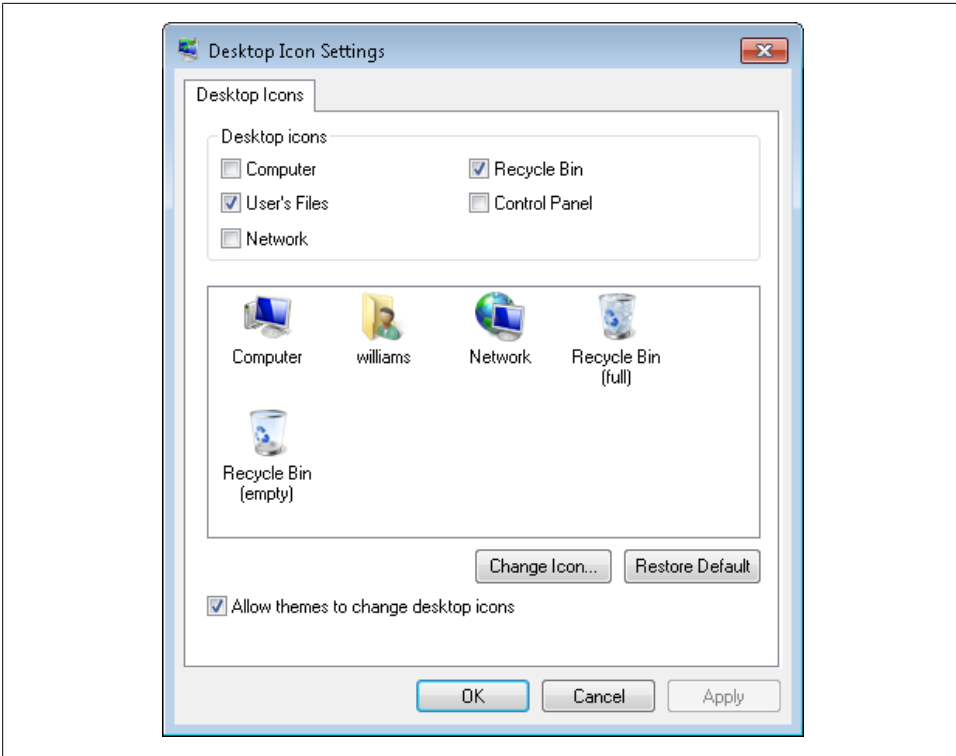 Desktop Icon Settings
Desktop Icons
Desktop icons
Computer
Recycle Bin
User's Files
Control Panel
Network
Computer
williams
Network
Recycle Bin
(full)
Recycle Bin
(empty)
Change Icon...
Restore Default
Allow themes to change desktop icons
OK
Cancel
Apply